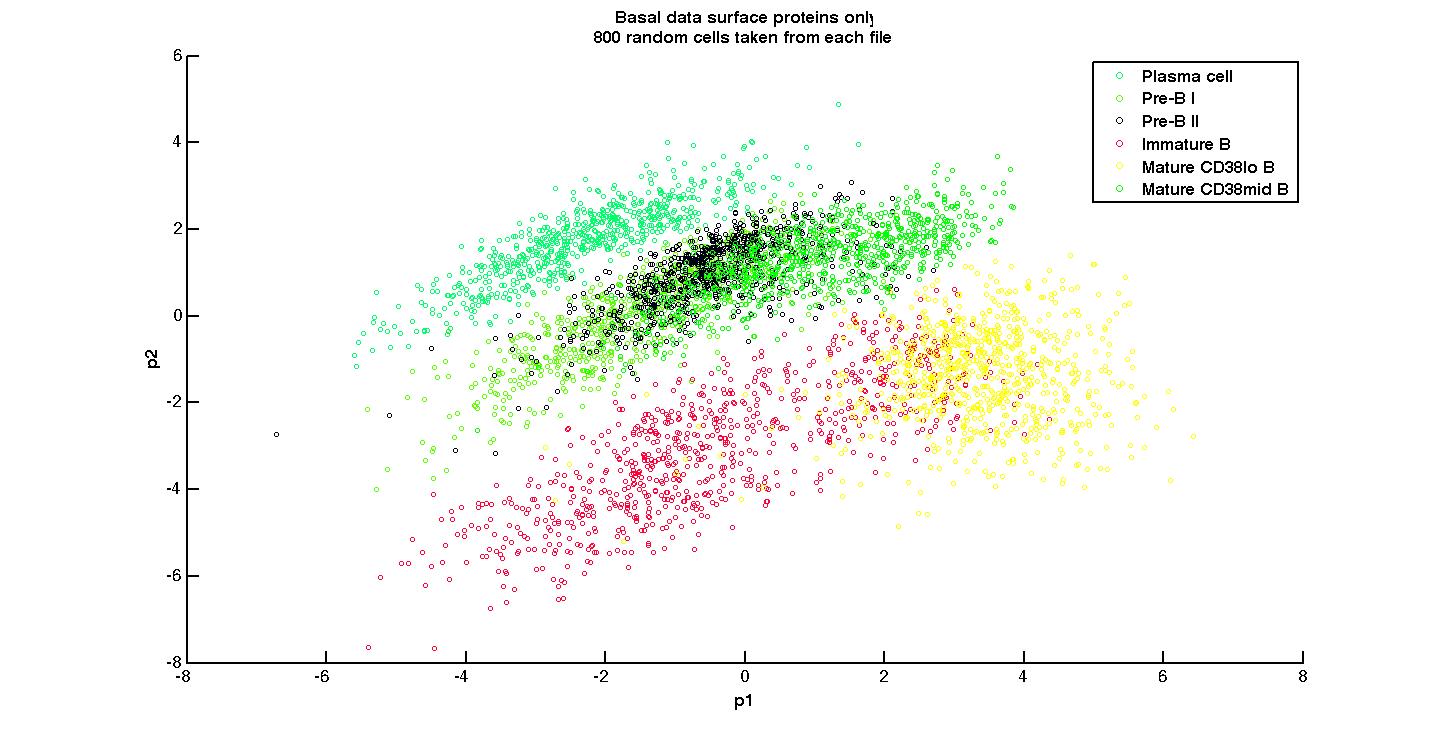 Basal data surface proteins only
800 random cells taken from each file
Plasma cell
Pre-B I
Pre-B II
Immature B
Mature CD38lo B
Mature CD38mid B
6
4
2
0
-2
-4
-6
-8
p2
-8
-6
-4
-2
0
2
4
6
8
p1